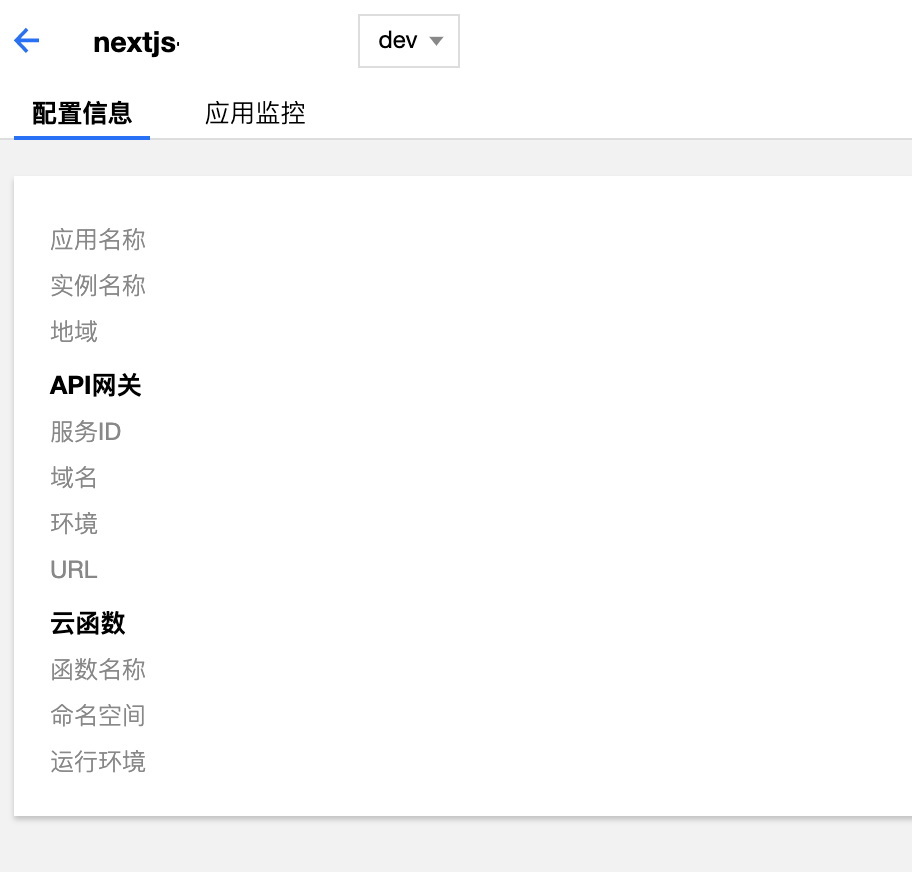 nextjs
dev
配置信息
应用监控
应用名称
实例名称
地域
API网关
服务ID
域名
环境
URL
云函数
函数名称
命名空间
运行环境